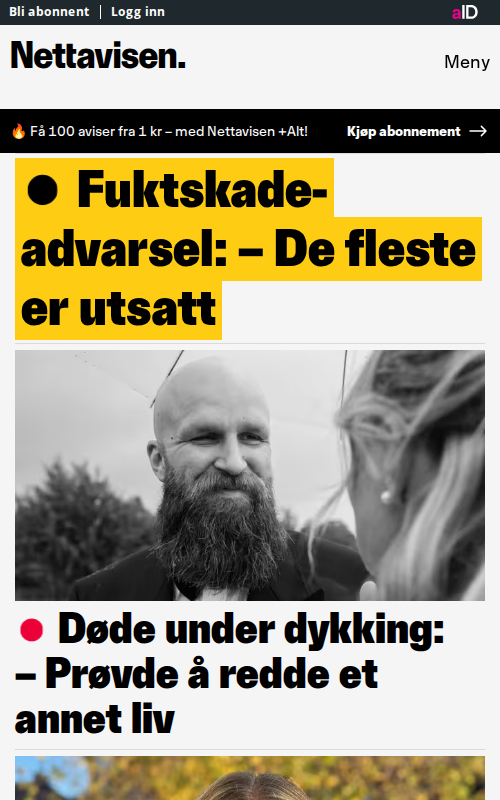 Bli abonnent | Logg inn
aID
Nettavisen.
Meny
🔥 Få 100 aviser fra 1 kr – med Nettavisen +Alt!
Kjøp abonnement →
● Fuktskade-
advarsel: – De fleste
er utsatt
● Døde under dykking:
– Prøvde å redde et
annet liv